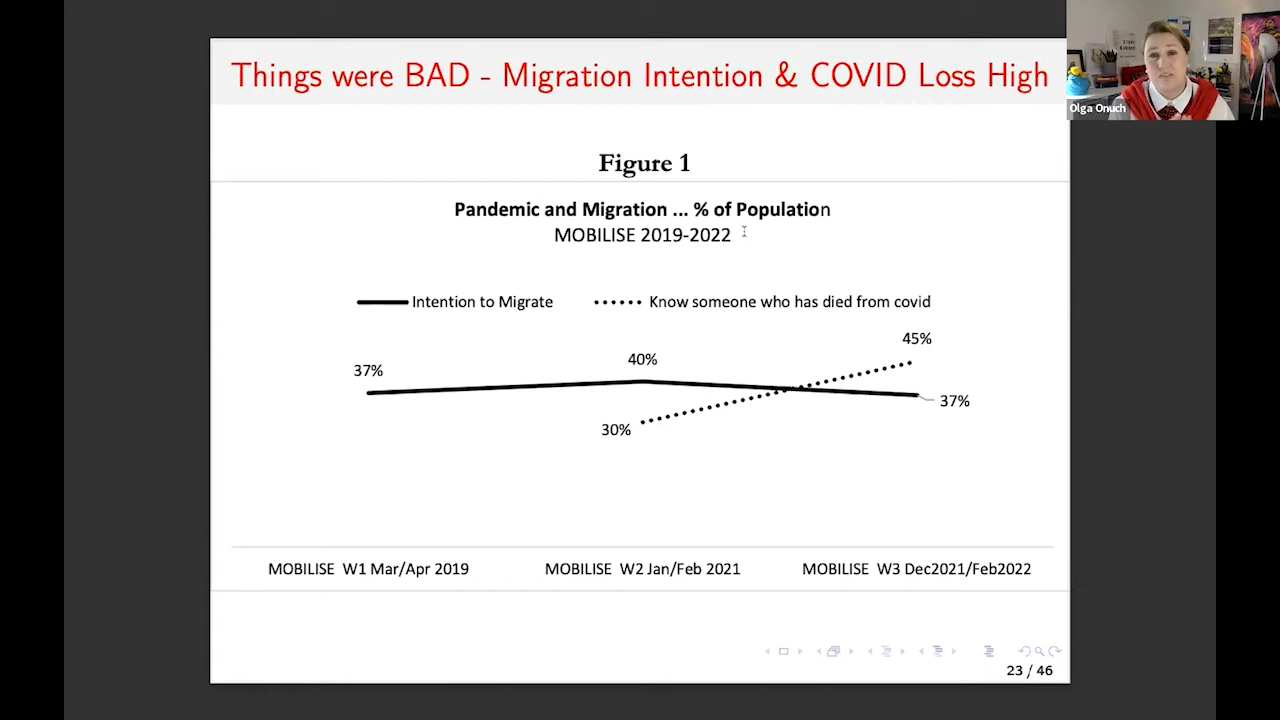 Things were BAD - Migration Intention & COVID Loss High
Olga Onuch
Figure 1
Pandemic and Migration ... % of Population
MOBILISE 2019-2022
Intention to Migrate
Know someone who has died from covid
45%
40%
37%
37%
30%
MOBILISE W1 Mar/Apr 2019
MOBILISE W2 Jan/Feb 2021
MOBILISE W3 Dec2021/Feb2022
23 / 46